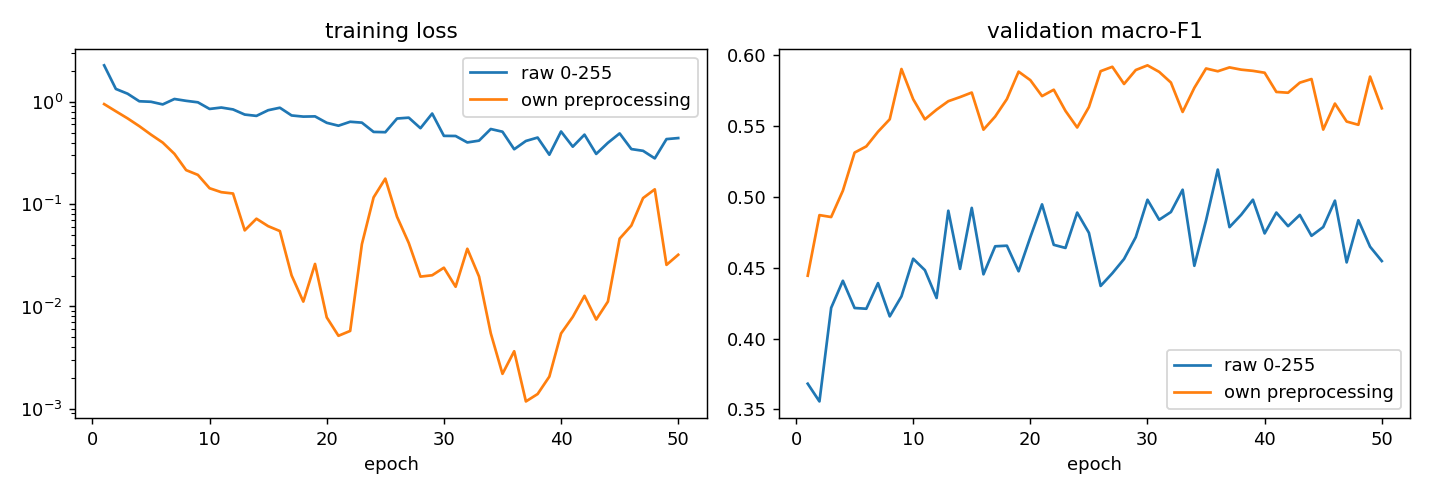 training loss
10⁰
10⁻¹
10⁻²
10⁻³
0 10 20 30 40 50
epoch
raw 0-255
own preprocessing
validation macro-F1
0.60
0.55
0.50
0.45
0.40
0.35
0 10 20 30 40 50
epoch
raw 0-255
own preprocessing